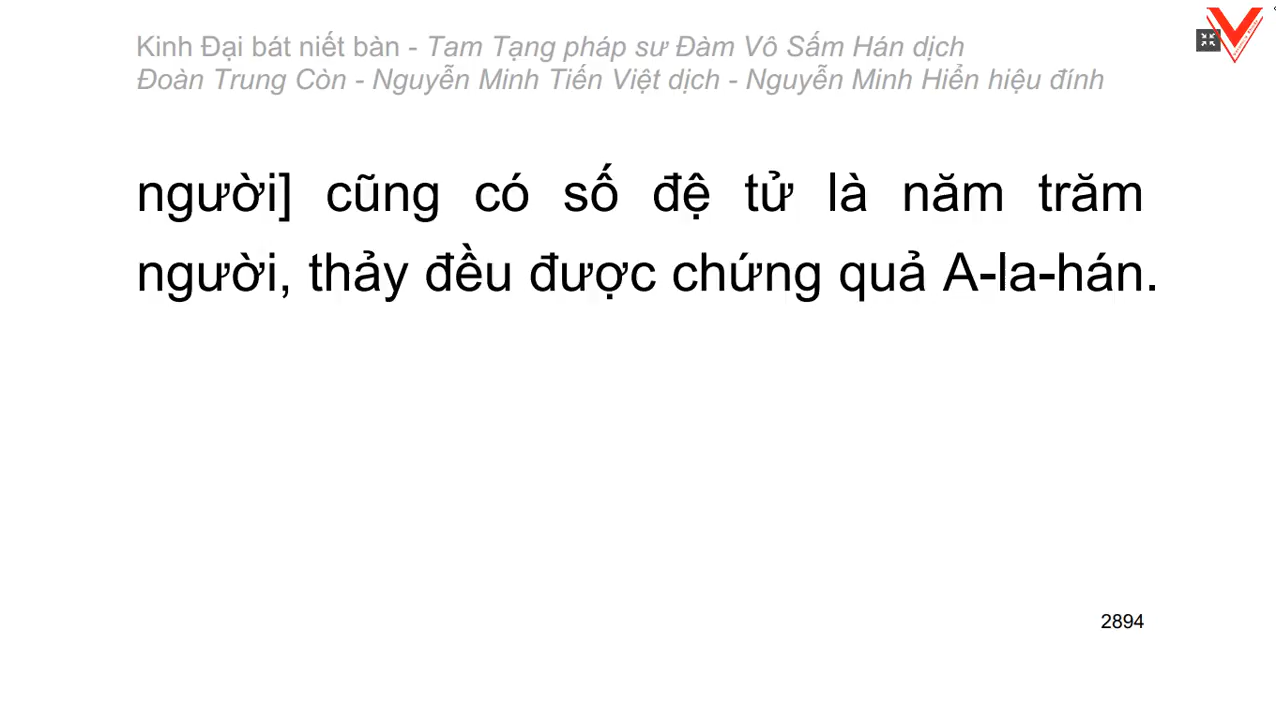 Kinh Đại bát niết bàn - Tam Tạng pháp sư Đàm Vô Sấm Hán dịch
Đoàn Trung Còn - Nguyễn Minh Tiến Việt dịch - Nguyễn Minh Hiển hiệu đính
người] cũng có số đệ tử là năm trăm
người, thảy đều được chứng quả A-la-hán.
2894